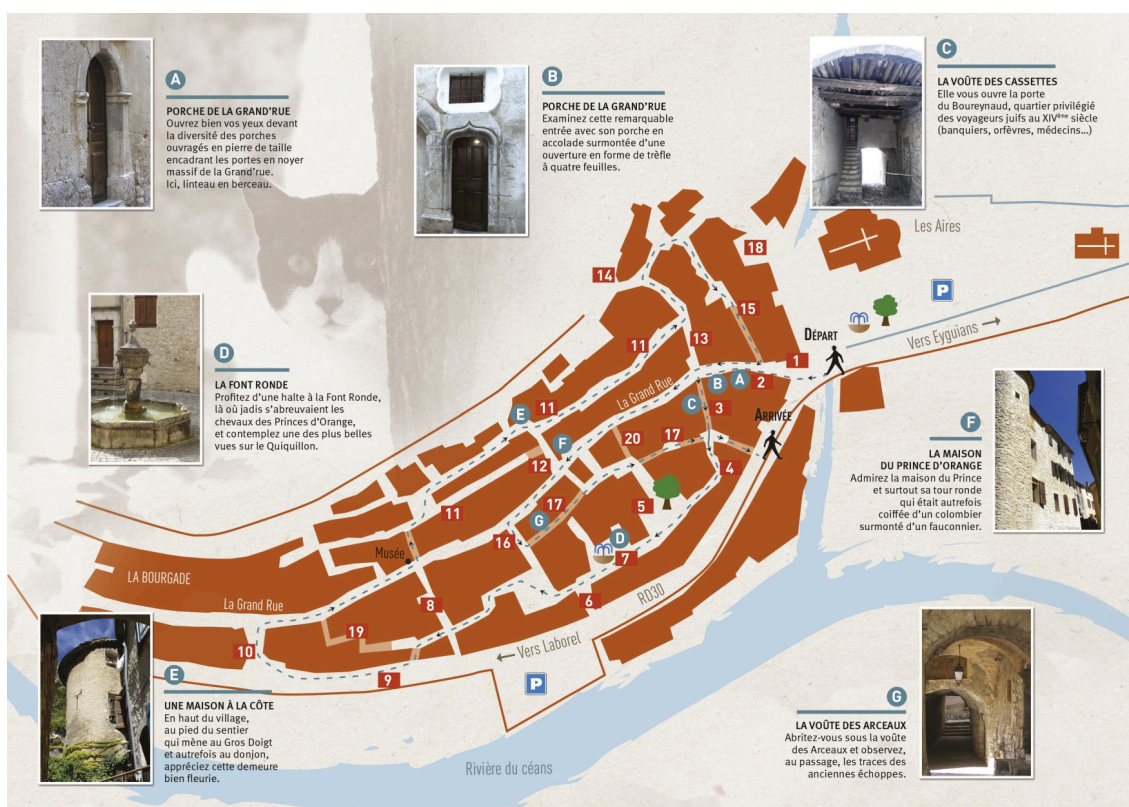 A
PORCHE DE LA GRAND'RUE
Ouvrez bien vos yeux devant
la diversité des porches
ouvragés en pierre de taille
encadrant les portes en noyer
massif de la Grand'rue.
Ici, linteau en berceau.
B
PORCHE DE LA GRAND'RUE
Examinez cette remarquable
entrée avec son porche en
accolade surmontée d'une
ouverture en forme de trèfle
à quatre feuilles.
C
LA VOÛTE DES CASSETTES
Elle vous ouvre la porte
du Boureynaud, quartier privilégié
des voyageurs juifs au XIVème siècle
(banquiers, orfèvres, médecins...)
D
LA FONT RONDE
Profitez d'une halte à la Font Ronde,
là où jadis s'abreuvaient les
chevaux des Princes d'Orange,
et contemplez une des plus belles
vues sur le Quiquillon.
Les Aires
18
14
P
15
DÉPART
Vers Eyguians
13
11
1
La Grand Rue
B
A
2
C
3
ARRIVÉE
E
11
F
20
17
12
4
17
5
11
G
16
D
7
Musée
LA BOURGADE
La Grand Rue
8
6
RD30
19
10
Vers Laborel
9
P
Rivière du céans
F
LA MAISON
DU PRINCE D'ORANGE
Admirez la maison du Prince
et surtout sa tour ronde
qui était autrefois
coiffée d'un colombier
surmonté d'un fauconnier.
E
UNE MAISON À LA CÔTE
En haut du village,
au pied du sentier
qui mène au Gros Doigt
et autrefois au donjon,
appréciez cette demeure
bien fleurie.
G
LA VOÛTE DES ARCEAUX
Abritez-vous sous la voûte
des Arceaux et observez,
au passage, les traces des
anciennes échoppes.